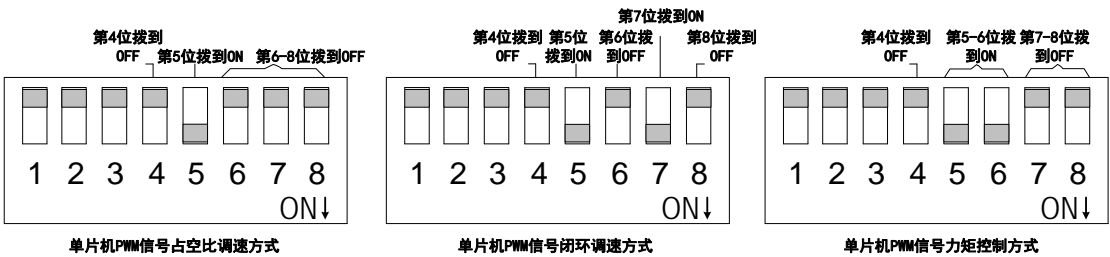 第4位拨到
OFF
第5位拨到ON
第6-8位拨到OFF
1 2 3 4 5 6 7 8
ON↓
单片机PWM信号占空比调速方式
第7位拨到ON
第4位拨到
OFF
第5位
拨到ON
第6位拨
到OFF
第8位拨到
OFF
1 2 3 4 5 6 7 8
ON↓
单片机PWM信号闭环调速方式
第4位拨到
OFF
第5-6位拨
到ON
第7-8位拨
到OFF
1 2 3 4 5 6 7 8
ON↓
单片机PWM信号力矩控制方式